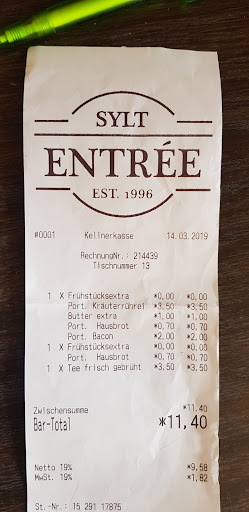 SYLT
ENTRÉE
EST. 1996
#0001 Kellnerkasse 14.03.2019
RechnungNr.: 214439
Tischnummer 13
1 X Frühstücksextra *0,00 *0,00
Port. Kräuterrührei *3,50 *3,50
Butter extra *1,00 *1,00
Port. Hausbrot *0,70 *0,70
Port. Bacon *2,00 *2,00
1 X Frühstücksextra *0,00 *0,00
Port. Hausbrot *0,70 *0,70
1 X Tee frisch gebrüht *3,50 *3,50
Zwischensumme *11,40
Bar-Total *11,40
Netto 19% *9,58
MwSt. 19% *1,82
St.-Nr.: 15 291 17875